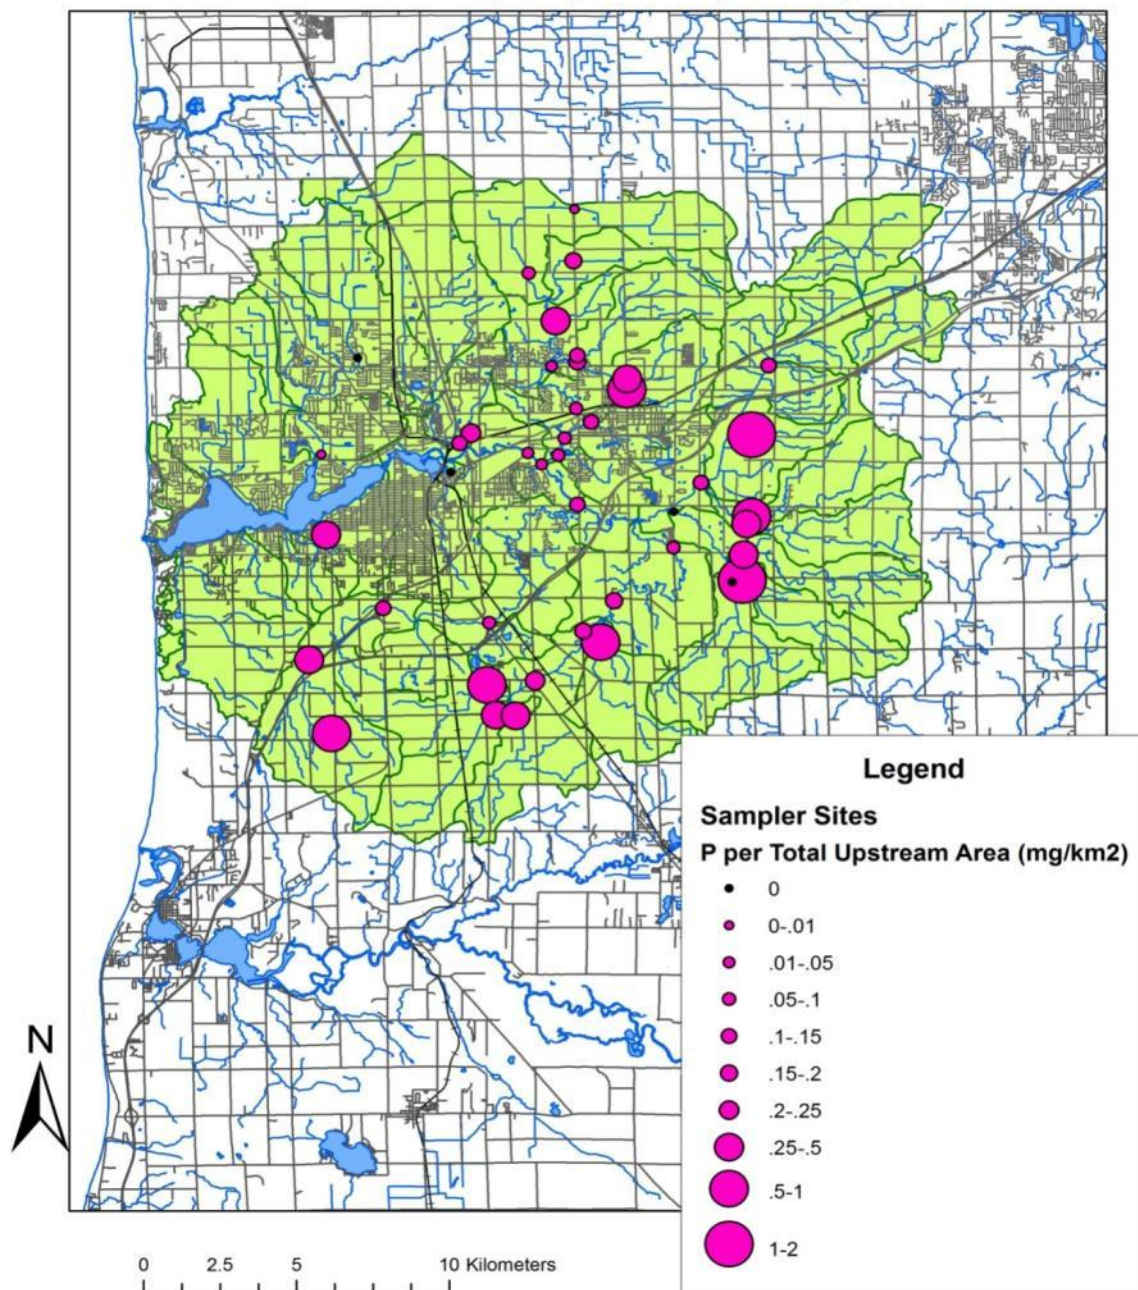 Legend
Sampler Sites
P per Total Upstream Area (mg/km2)
0
0-.01
.01-.05
.05-.1
.1-.15
.15-.2
.2-.25
.25-.5
.5-1
1-2
N
0 2.5 5 10 Kilometers